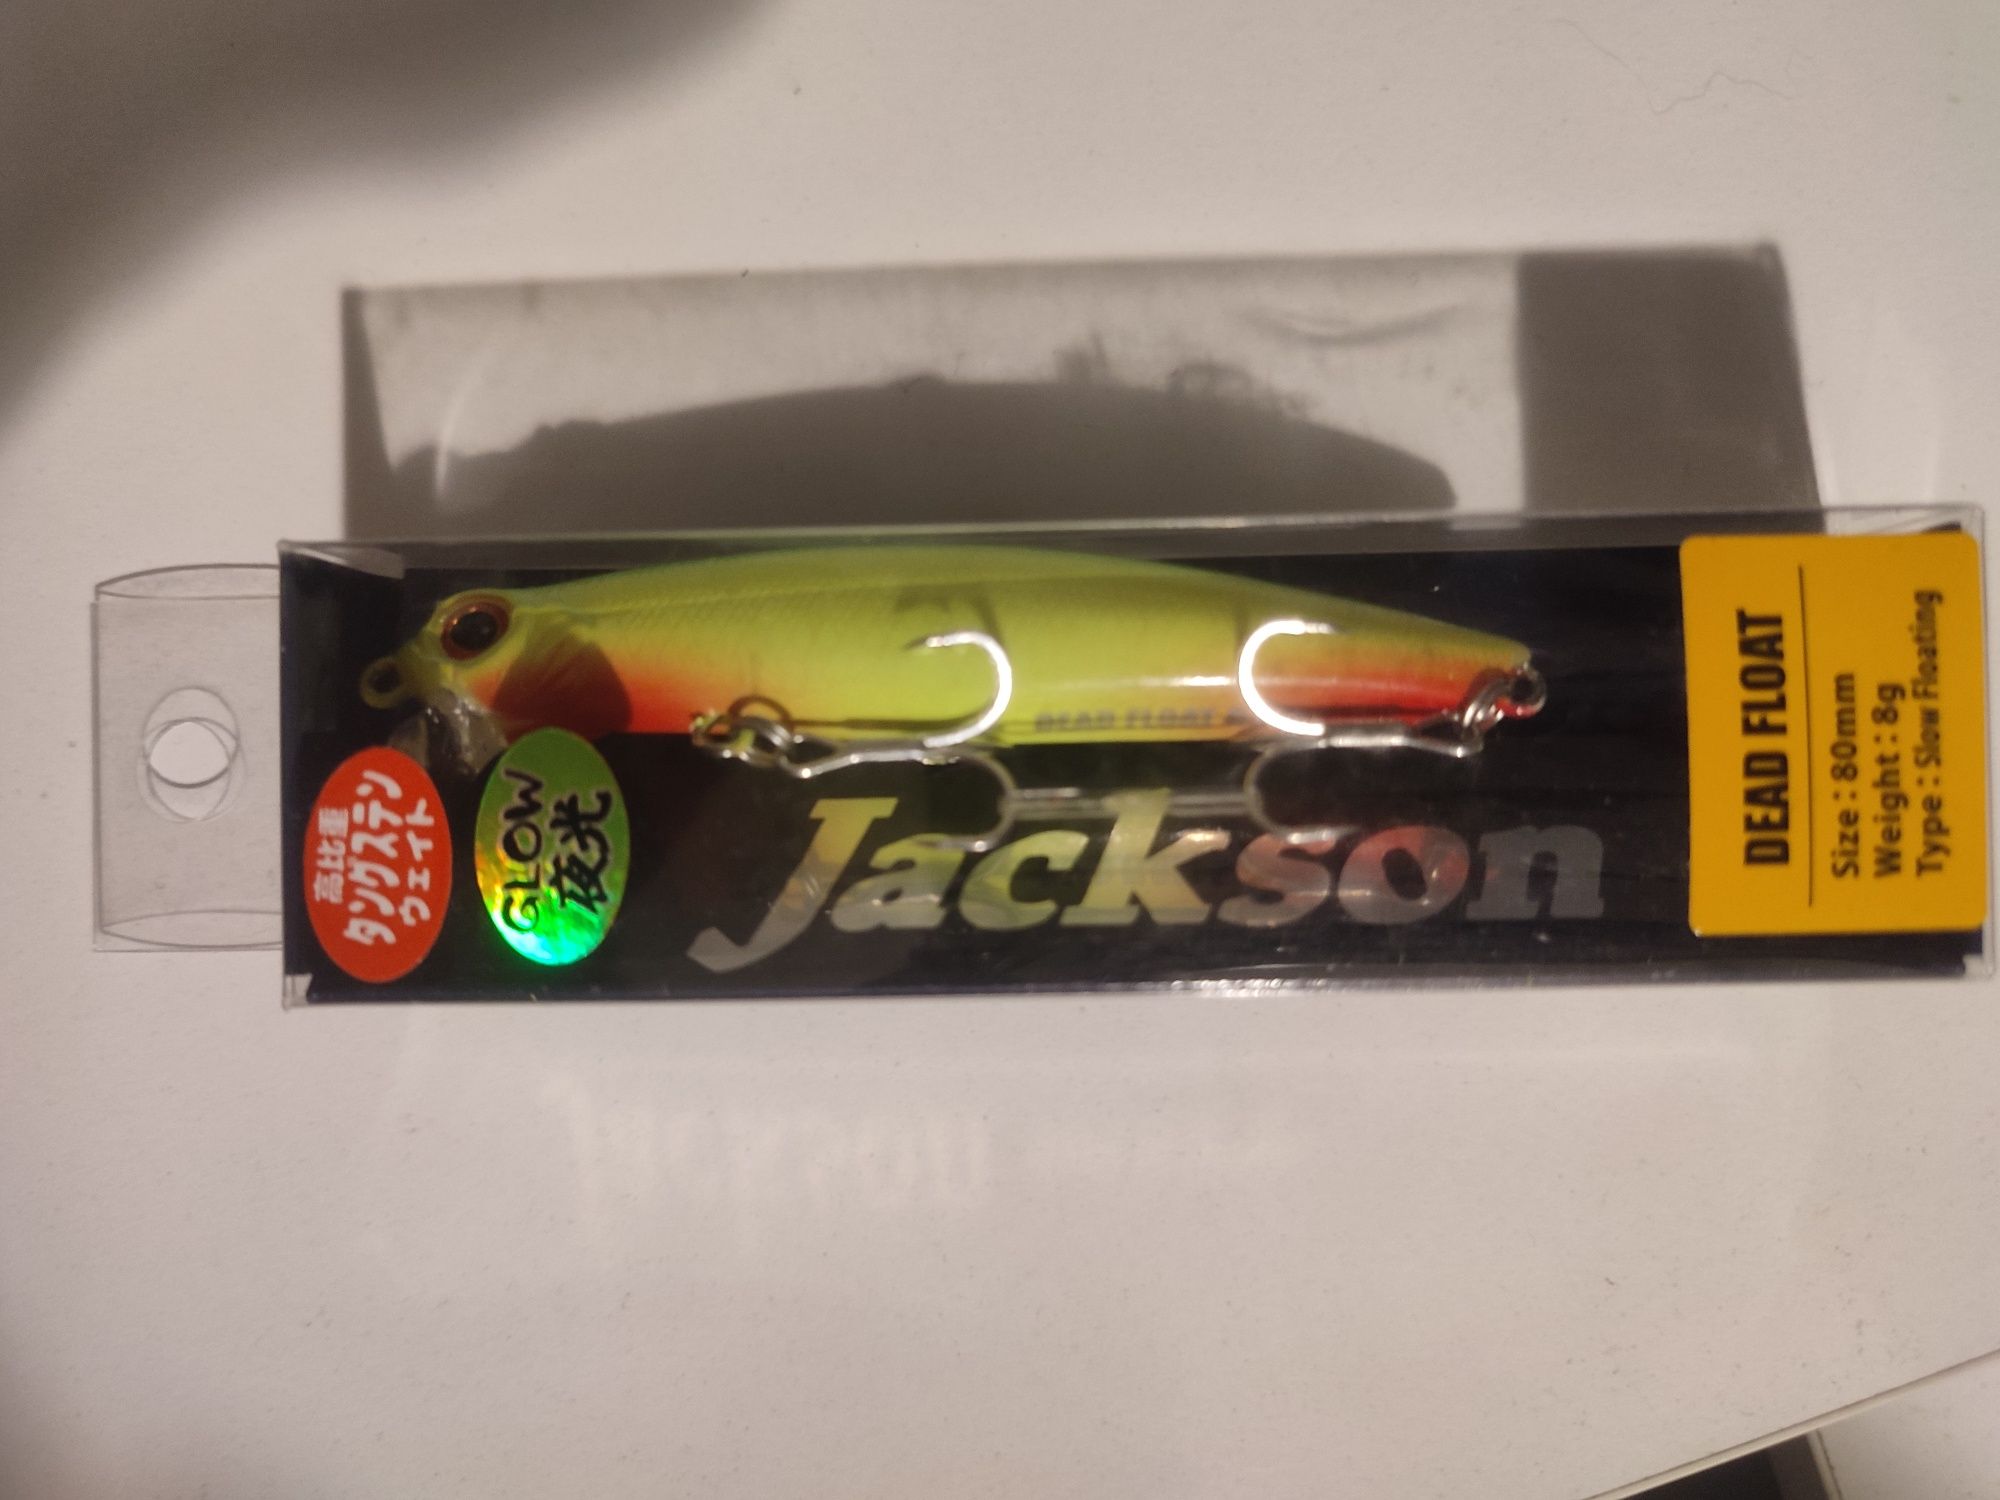 高比重
タングステン
ウェイト
GLOW
夜光
DEAD FLOAT
Jackson
DEAD FLOAT
Size : 80mm
Weight : 8g
Type : Slow Floating